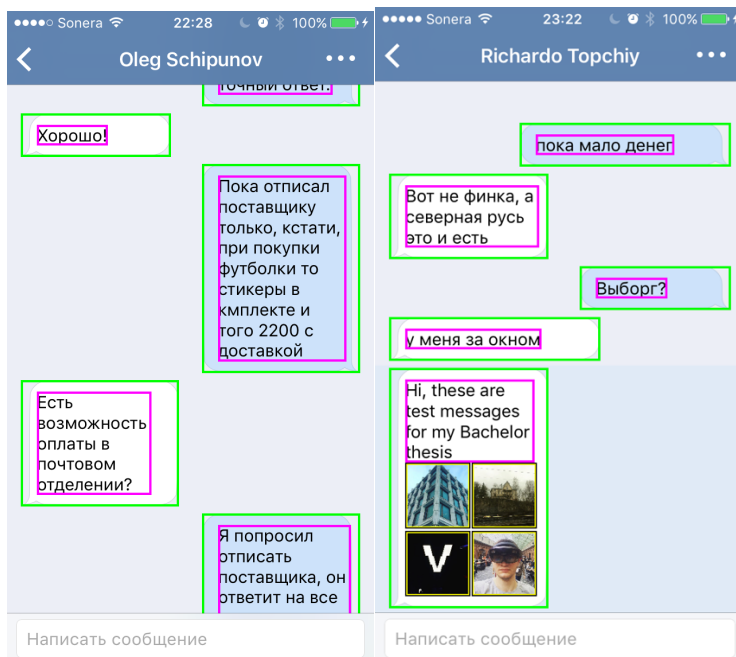 Sonera 22:28 100%
Oleg Schipunov
точный ответ.
Хорошо!
Пока отписал
поставщику
только, кстати,
при покупки
футболки то
стикеры в
кмплекте и
того 2200 с
доставкой
Есть
возможность
оплаты в
почтовом
отделении?
Я попросил
отписать
поставщика, он
ответит на все
Написать сообщение
Sonera 23:22 100%
Richardo Topchiy
пока мало денег
Вот не финка, а
северная русь
это и есть
Выборг?
у меня за окном
Hi, these are
test messages
for my Bachelor
thesis
V
Написать сообщение